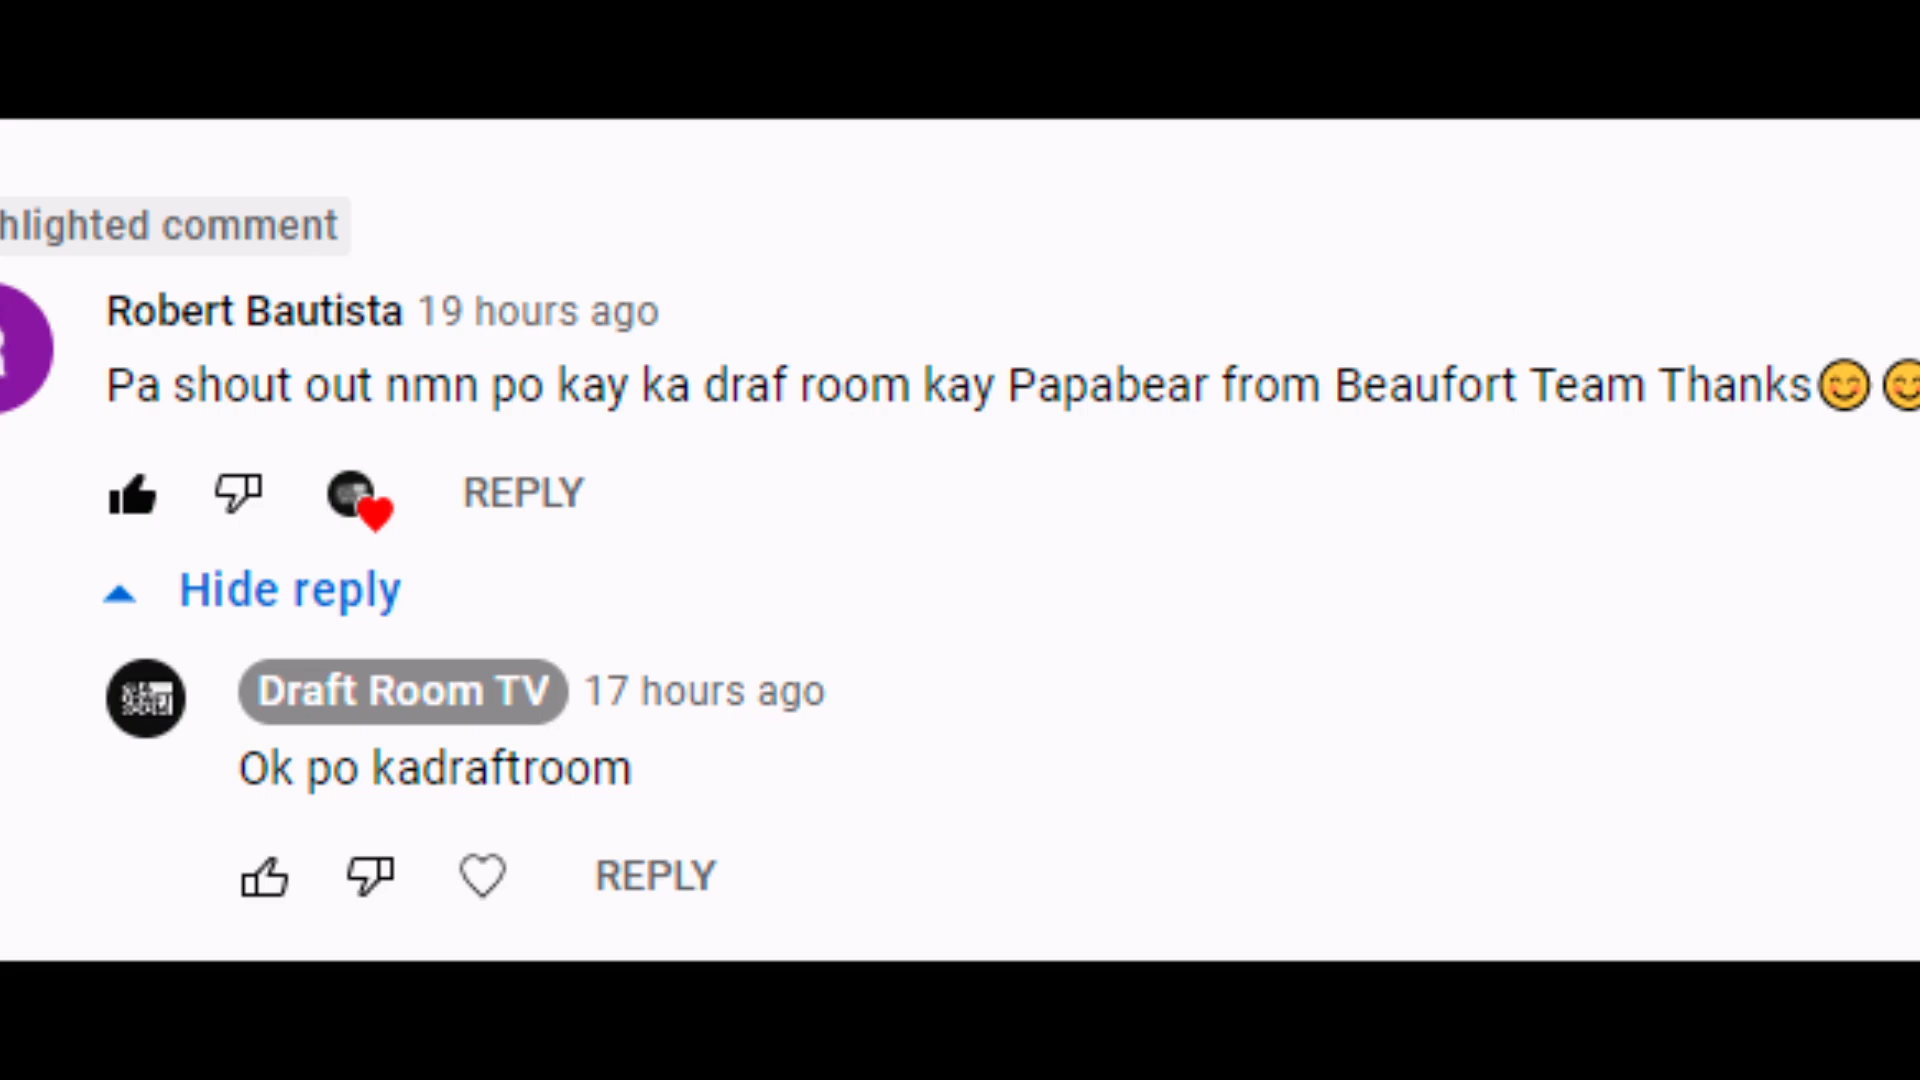 hlighted comment
Robert Bautista 19 hours ago
Pa shout out nmn po kay ka draf room kay Papabear from Beaufort Team Thanks😊😊
REPLY
Hide reply
Draft Room TV 17 hours ago
Ok po kadraftroom
REPLY